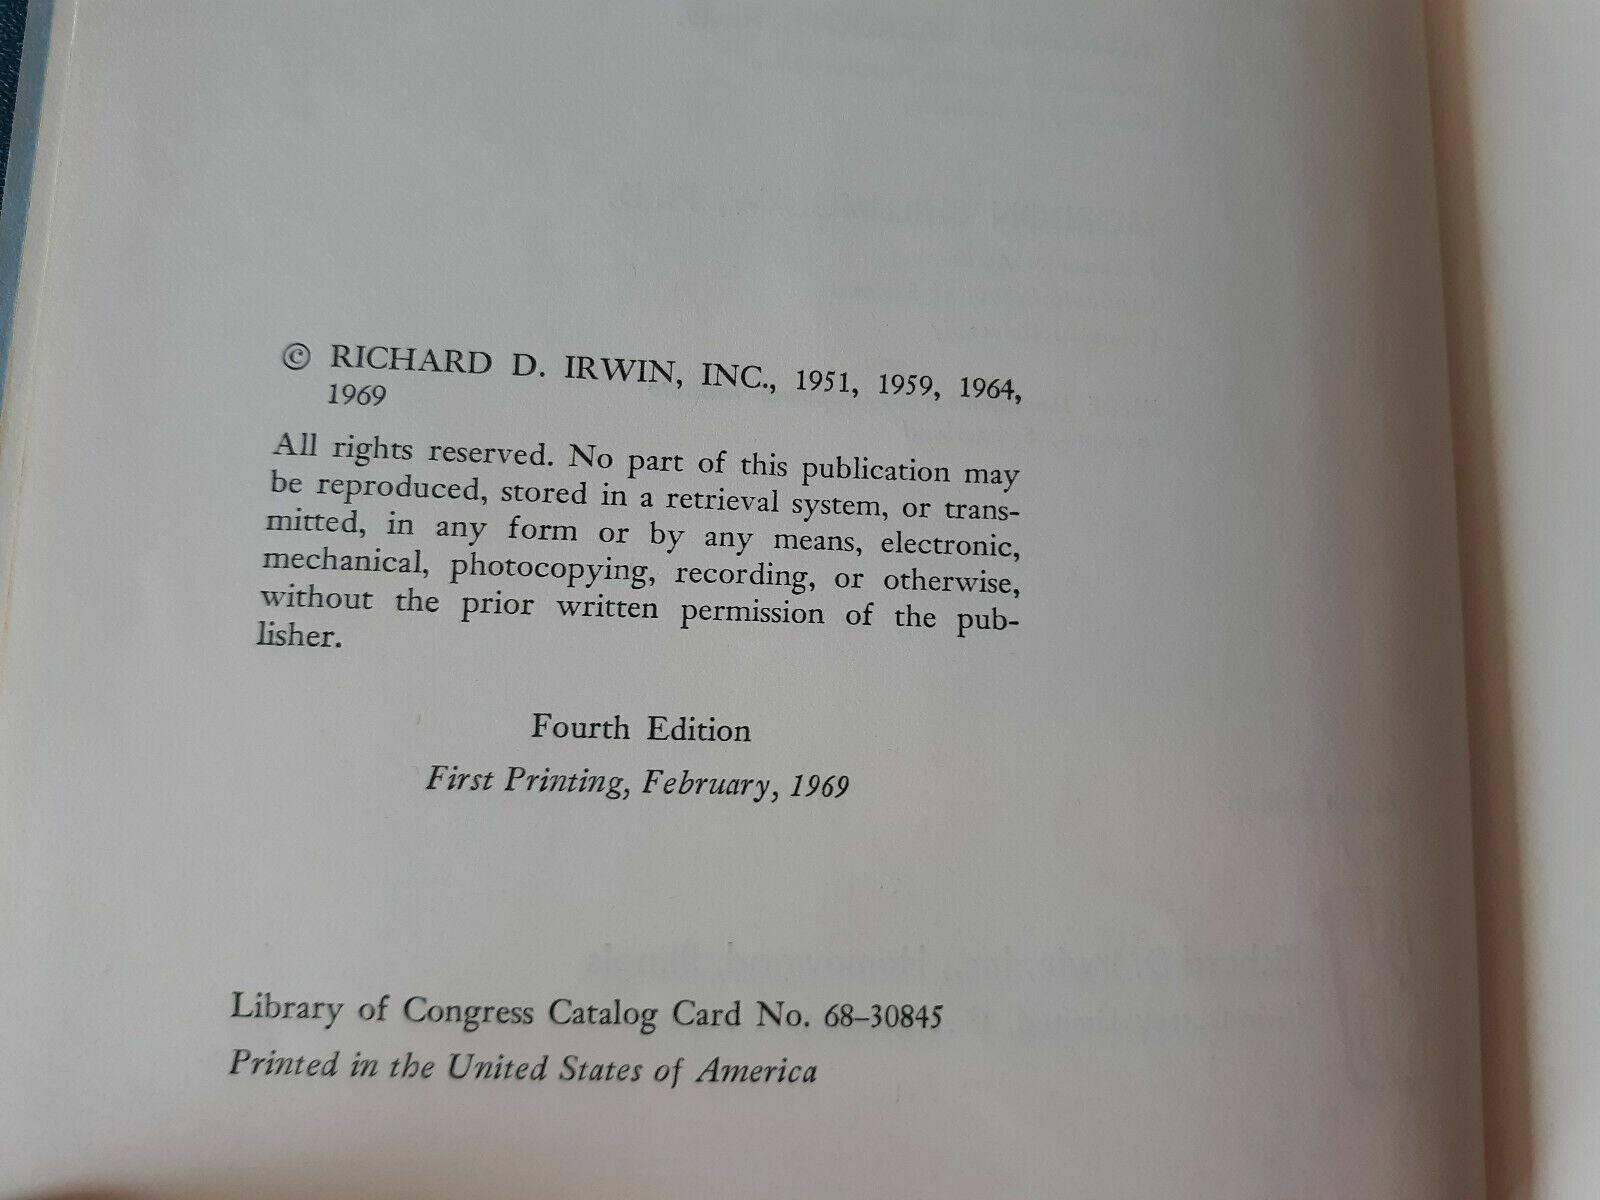 © RICHARD D. IRWIN, INC., 1951, 1959, 1964,
1969
All rights reserved. No part of this publication may
be reproduced, stored in a retrieval system, or trans-
mitted, in any form or by any means, electronic,
mechanical, photocopying, recording, or otherwise,
without the prior written permission of the pub-
lisher.
Fourth Edition
First Printing, February, 1969
Library of Congress Catalog Card No. 68–30845
Printed in the United States of America